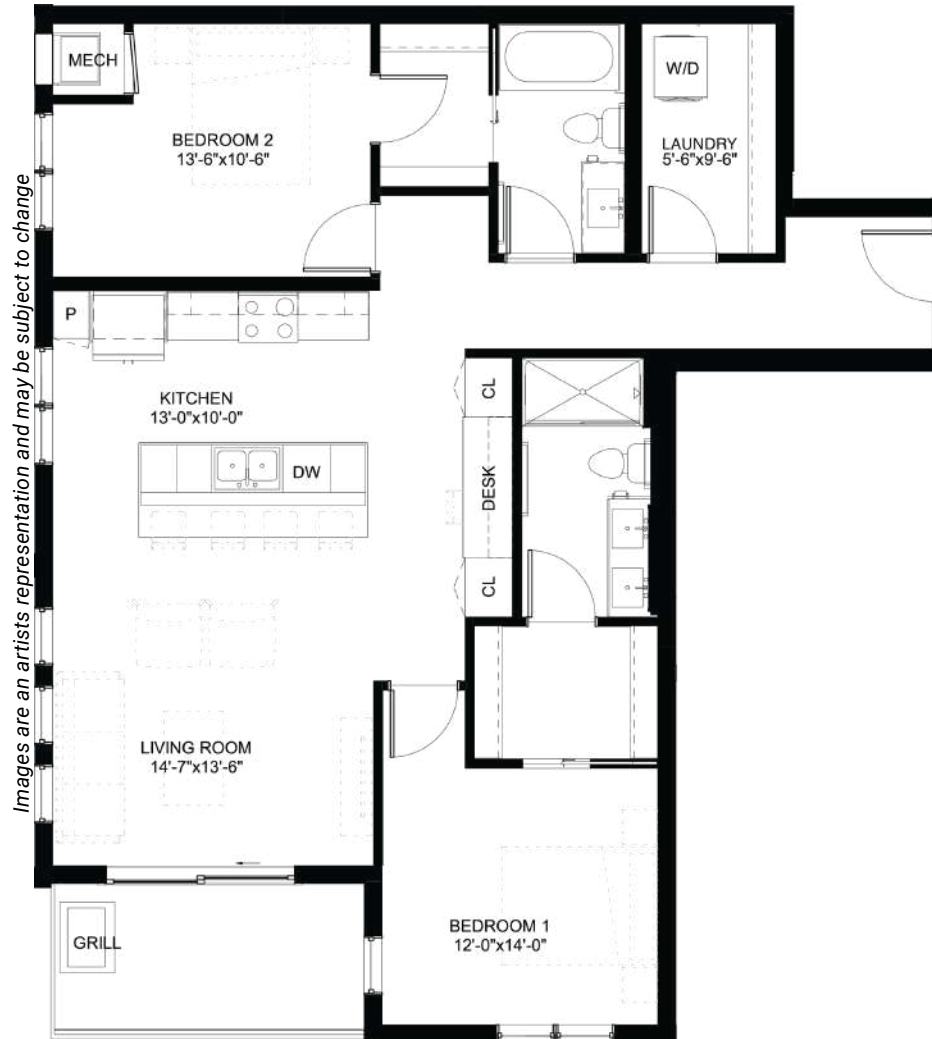 MECH
BEDROOM 2
13'-6"x10'-6"
W/D
LAUNDRY
5'-6"x9'-6"
P
KITCHEN
13'-0"x10'-0"
DW
CL
DESK
CL
LIVING ROOM
14'-7"x13'-6"
GRILL
BEDROOM 1
12'-0"x14'-0"
Images are an artists representation and may be subject to change